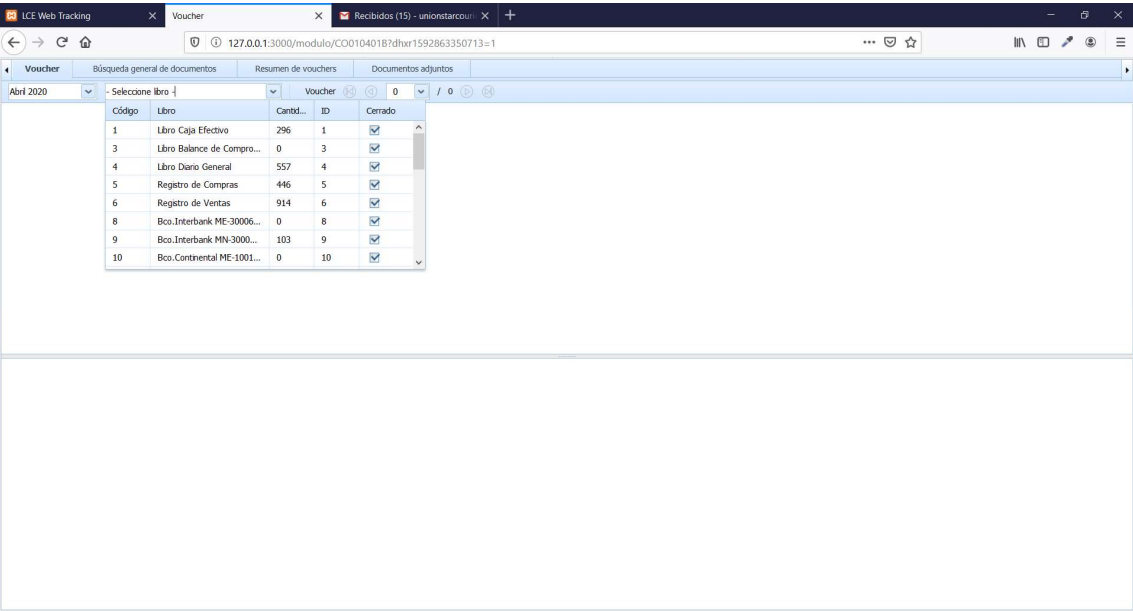 LCE Web Tracking Voucher Recibidos (15) - unionstarcouri
127.0.0.1:3000/modulo/CO010401B?dhxr1592863350713=1
Voucher Búsqueda general de documentos Resumen de vouchers Documentos adjuntos
Abril 2020 - Seleccione libro - Voucher 0 / 0
Código Libro Cantid... ID Cerrado
1 Libro Caja Efectivo 296 1
3 Libro Balance de Compro... 0 3
4 Libro Diario General 557 4
5 Registro de Compras 446 5
6 Registro de Ventas 914 6
8 Bco.Interbank ME-30006... 0 8
9 Bco.Interbank MN-3000... 103 9
10 Bco.Continental ME-1001... 0 10